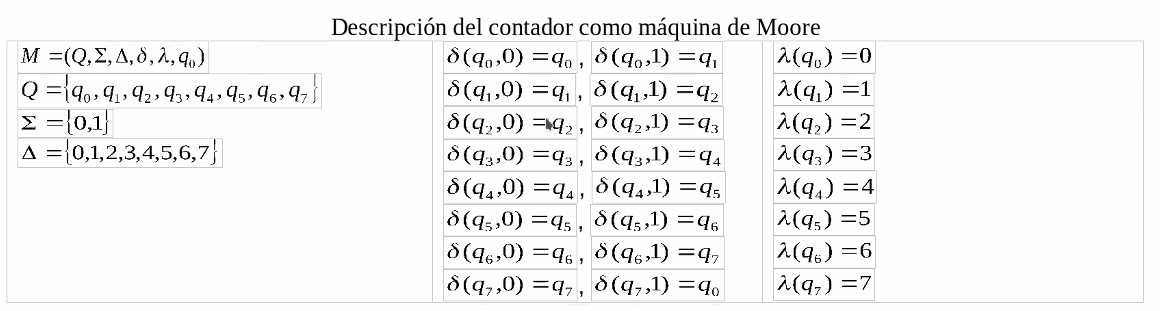 Descripción del contador como máquina de Moore
M =(Q,Σ,Δ,δ,λ,q₀)
Q ={q₀,q₁,q₂,q₃,q₄,q₅,q₆,q₇}
Σ ={0,1}
Δ ={0,1,2,3,4,5,6,7}
δ(q₀,0) =q₀, δ(q₀,1) =q₁
δ(q₁,0) =q₁, δ(q₁,1) =q₂
δ(q₂,0) =q₂, δ(q₂,1) =q₃
δ(q₃,0) =q₃, δ(q₃,1) =q₄
δ(q₄,0) =q₄, δ(q₄,1) =q₅
δ(q₅,0) =q₅, δ(q₅,1) =q₆
δ(q₆,0) =q₆, δ(q₆,1) =q₇
δ(q₇,0) =q₇, δ(q₇,1) =q₀
λ(q₀) =0
λ(q₁) =1
λ(q₂) =2
λ(q₃) =3
λ(q₄) =4
λ(q₅) =5
λ(q₆) =6
λ(q₇) =7